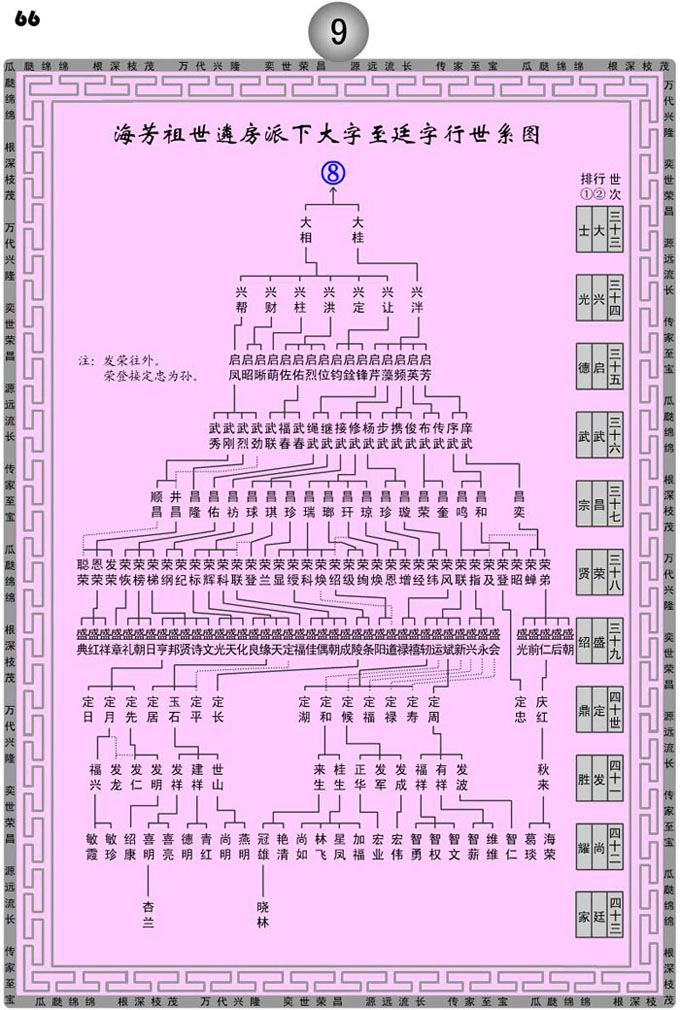 66
9
瓜瓞绵绵 根深枝茂 万代兴隆 奕世荣昌 源远流长 传家至宝 瓜瓞绵绵 根深枝茂
海芳祖世遴房派下大字至廷字行世系图
⑧
排行 世
①② 次
士 大 三十三
大相 大桂
光 兴 三十四
兴帮 兴财 兴柱 兴洪 兴定 兴让 兴泮
注：发荣往外。
荣登接定忠为孙。
德 启 三十五
启凤 启昭 启晰 启萌 启佐 启佑 启烈 启位 启钧 启銓 启锋 启芹 启藻 启频 启英 启芳
武 武 三十六
武秀 武刚 武烈 武劲 武联 福春 武春 绳武 继武 接武 修武 杨武 步武 携武 俊武 布武 传武 序武 庠武
宗 昌 三十七
顺昌 井昌 昌隆 昌佑 昌祊 昌球 昌琪 昌珍 昌瑞 昌瑯 昌玕 昌琼 昌珍 昌璇 昌荣 昌奎 昌鸣 昌和 昌奕
贤 荣 三十八
聪荣 恩荣 发荣 荣恢 荣榜 荣梯 荣纲 荣纪 荣标 荣辉 荣科 荣联 荣登 荣兰 荣显 荣绶 荣科 荣焕 荣绍 荣级 荣绚 荣焕 荣恩 荣增 荣经 荣纬 荣风 荣联 荣指 荣及 荣登 荣昭 荣蝉 荣弟
绍 盛 三十九
盛典 盛红 盛祥 盛章 盛礼 盛朝 盛日 盛亨 盛邦 盛贤 盛诗 盛文 盛光 盛天 盛化 盛良 盛缘 盛天 盛定 盛福 盛佳 盛偶 盛朝 盛成 盛陵 盛条 盛阳 盛道 盛禄 盛禧 盛轫 盛运 盛斌 盛新 盛兴 盛永 盛会 盛光 盛前 盛仁 盛后 盛朝
鼎 定 四十世
定日 定月 定先 定居 玉石 定平 定长 定湖 定和 定候 定福 定禄 定寿 定周 定忠 庆红
胜 发 四十一
福兴 发龙 发仁 发明 发祥 建祥 世山 来生 桂生 正华 发军 发成 福祥 有祥 发波 秋来
耀 尚 四十二
敏霞 敏珍 绍康 喜明 喜亮 德明 青红 尚明 燕明 冠雄 艳清 尚如 林飞 星凤 加福 宏业 宏伟 智勇 智权 智文 智薪 维维 智仁 葛琰 海荣
家 廷 四十三
杏兰 晓林
瓜瓞绵绵 根深枝茂 万代兴隆 奕世荣昌 源远流长 传家至宝 瓜瓞绵绵 根深枝茂 万代兴隆 奕世荣昌 源远流长 传家至宝
万代兴隆 奕世荣昌 源远流长 传家至宝 瓜瓞绵绵 根深枝茂 万代兴隆 奕世荣昌 源远流长 传家至宝 瓜瓞绵绵
瓜瓞绵绵 根深枝茂 万代兴隆 奕世荣昌 源远流长 传家至宝 瓜瓞绵绵 根深枝茂